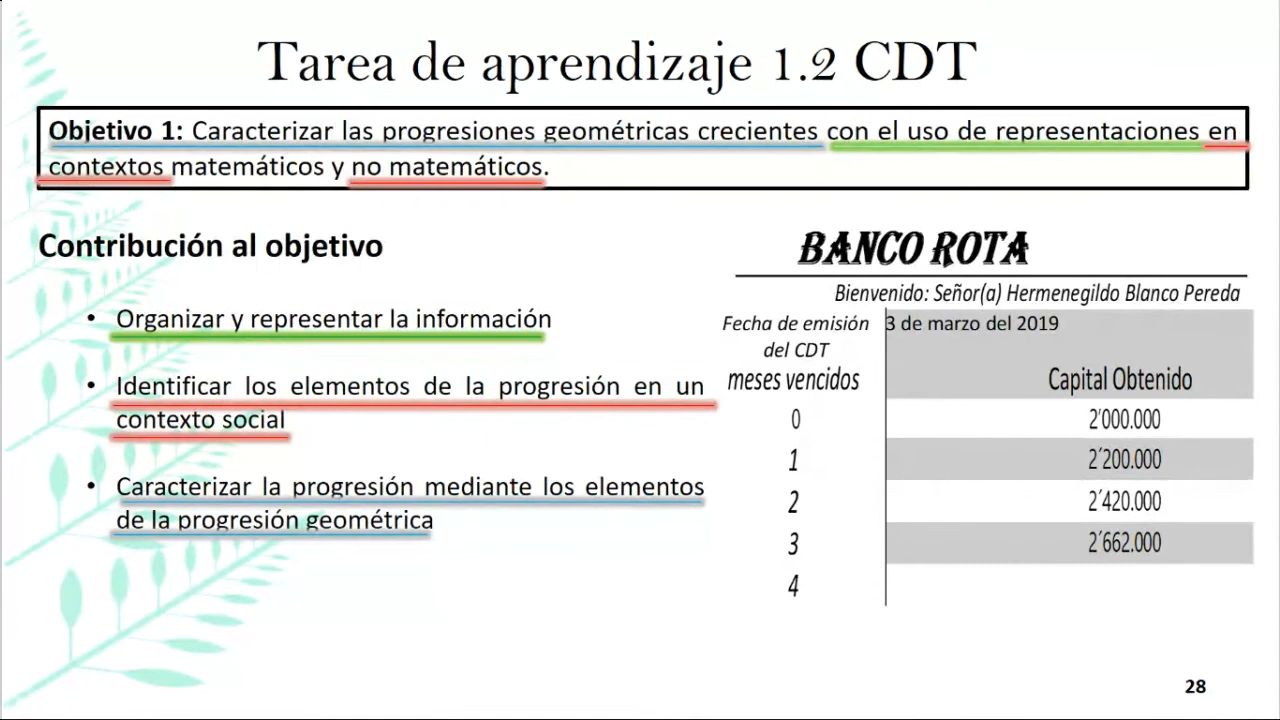 Tarea de aprendizaje 1.2 CDT
Objetivo 1: Caracterizar las progresiones geométricas crecientes con el uso de representaciones en
contextos matemáticos y no matemáticos.
Contribución al objetivo
• Organizar y representar la información
• Identificar los elementos de la progresión en un
contexto social
• Caracterizar la progresión mediante los elementos
de la progresión geométrica
BANCO ROTA
Bienvenido: Señor(a) Hermenegildo Blanco Pereda
Fecha de emisión 3 de marzo del 2019
del CDT
meses vencidos Capital Obtenido
0 2'000.000
1 2'200.000
2 2'420.000
3 2'662.000
4
28